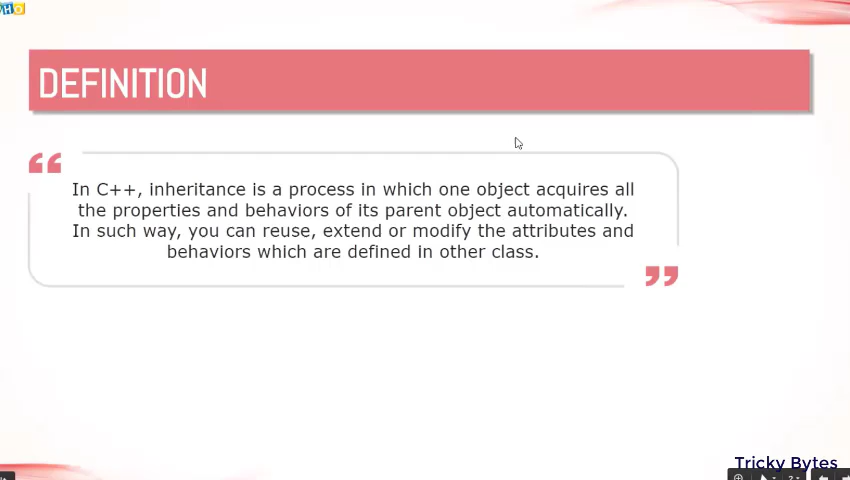 DEFINITION
In C++, inheritance is a process in which one object acquires all
the properties and behaviors of its parent object automatically.
In such way, you can reuse, extend or modify the attributes and
behaviors which are defined in other class.
Tricky Bytes